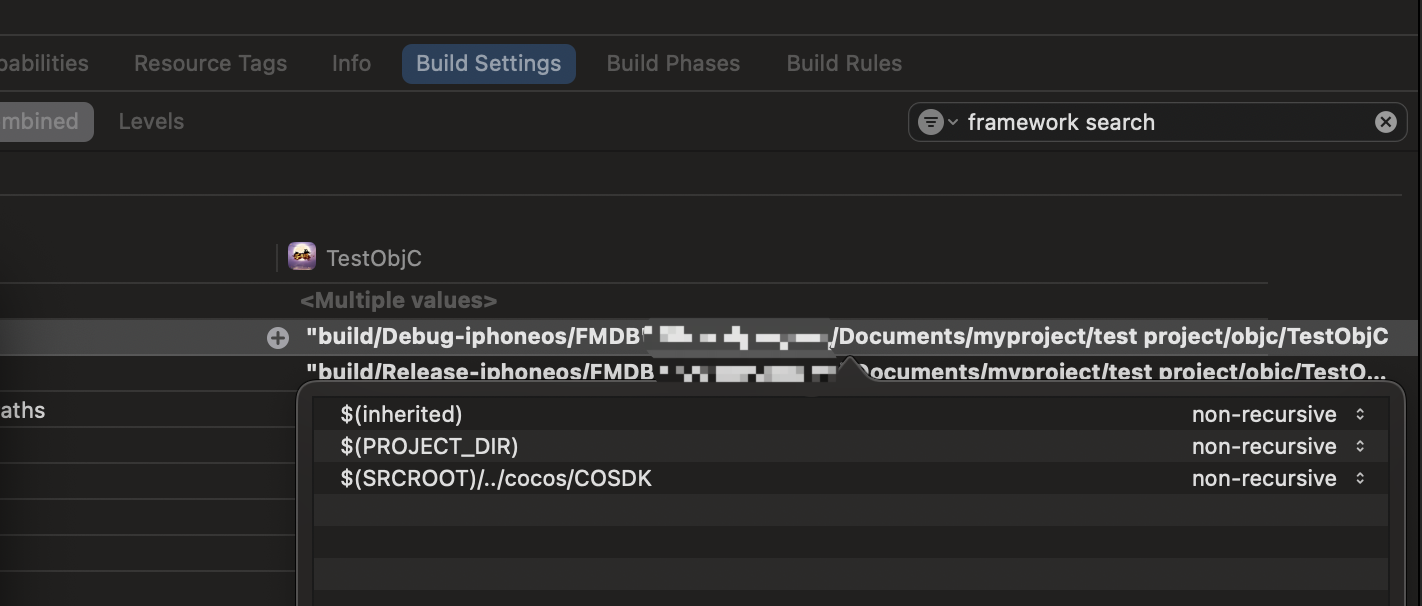 pabilities Resource Tags Info Build Settings Build Phases Build Rules
mbined Levels framework search
TestObjC
<Multiple values>
"build/Debug-iphoneos/FMDB /Documents/myproject/test project/objc/TestObjC
"build/Release-iphoneos/FMDB Documents/myproject/test project/objc/TestO...
aths
$(inherited) non-recursive
$(PROJECT_DIR) non-recursive
$(SRCROOT)/../cocos/COSDK non-recursive